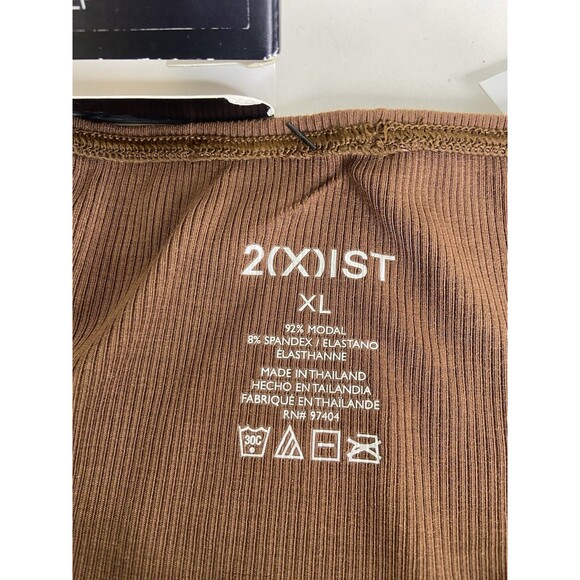 2(X)IST
XL
92% MODAL
8% SPANDEX / ELASTANO
ÉLASTHANNE
MADE IN THAILAND
HECHO EN TAILANDIA
FABRIQUÉ EN THAÏLANDE
RN# 97404
30C